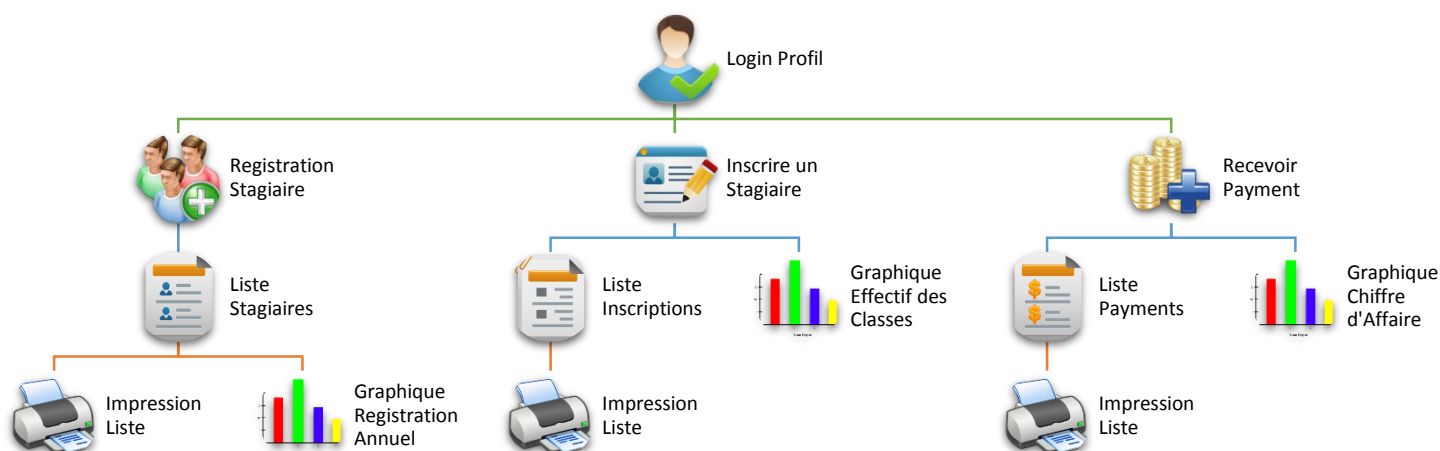 Login Profil
Registration
Stagiaire
Inscrire un
Stagiaire
Recevoir
Payment
Liste
Stagiaires
Liste
Inscriptions
Graphique
Effectif des
Classes
Liste
Payments
Graphique
Chiffre
d'Affaire
Impression
Liste
Graphique
Registration
Annuel
Impression
Liste
Impression
Liste